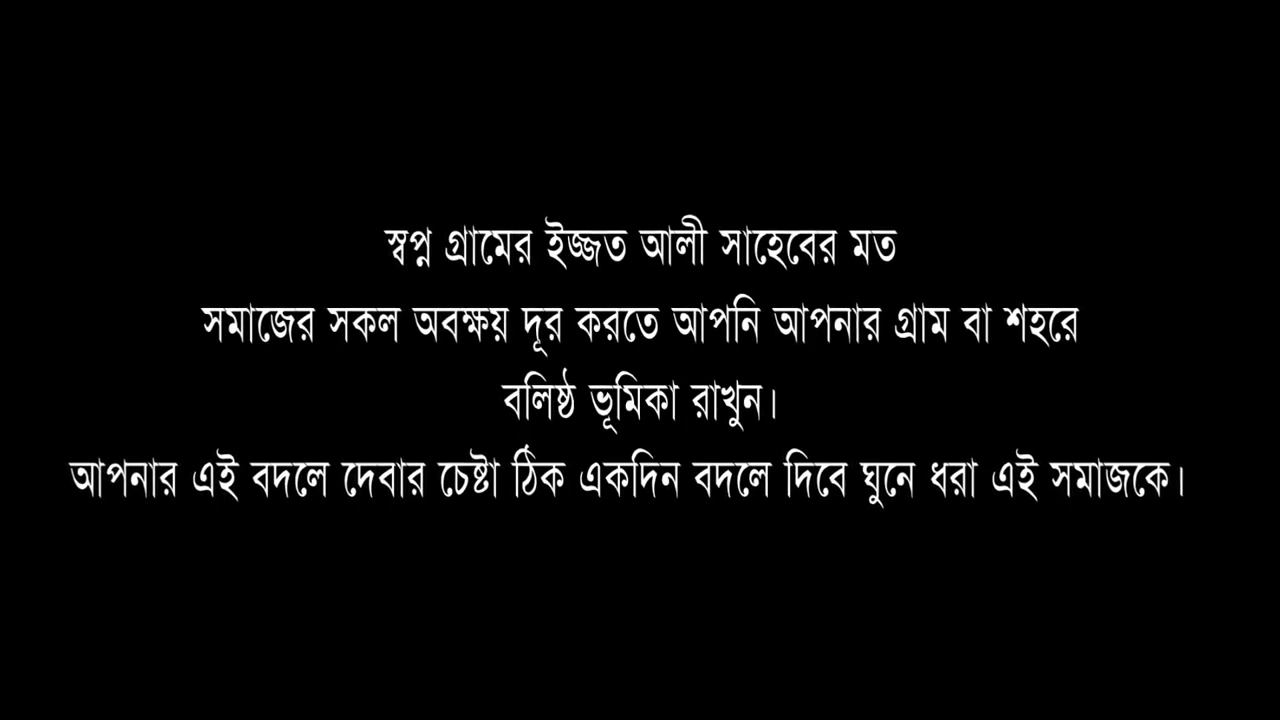 স্বপ্ন গ্রামের ইজ্জত আলী সাহেবের মত
সমাজের সকল অবক্ষয় দূর করতে আপনি আপনার গ্রাম বা শহরে
বলিষ্ঠ ভূমিকা রাখুন।
আপনার এই বদলে দেবার চেষ্টা ঠিক একদিন বদলে দিবে ঘুনে ধরা এই সমাজকে।